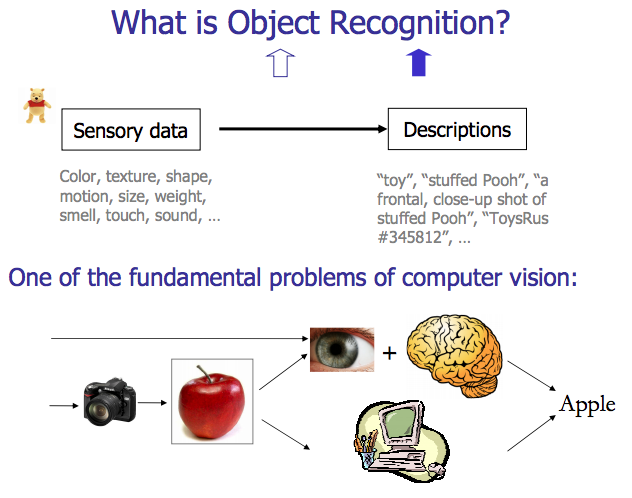 What is Object Recognition?
Sensory data
Descriptions
Color, texture, shape,
motion, size, weight,
smell, touch, sound, ...
“toy”, “stuffed Pooh”, “a
frontal, close-up shot of
stuffed Pooh”, “ToysRus
#345812”, ...
One of the fundamental problems of computer vision:
+
Apple